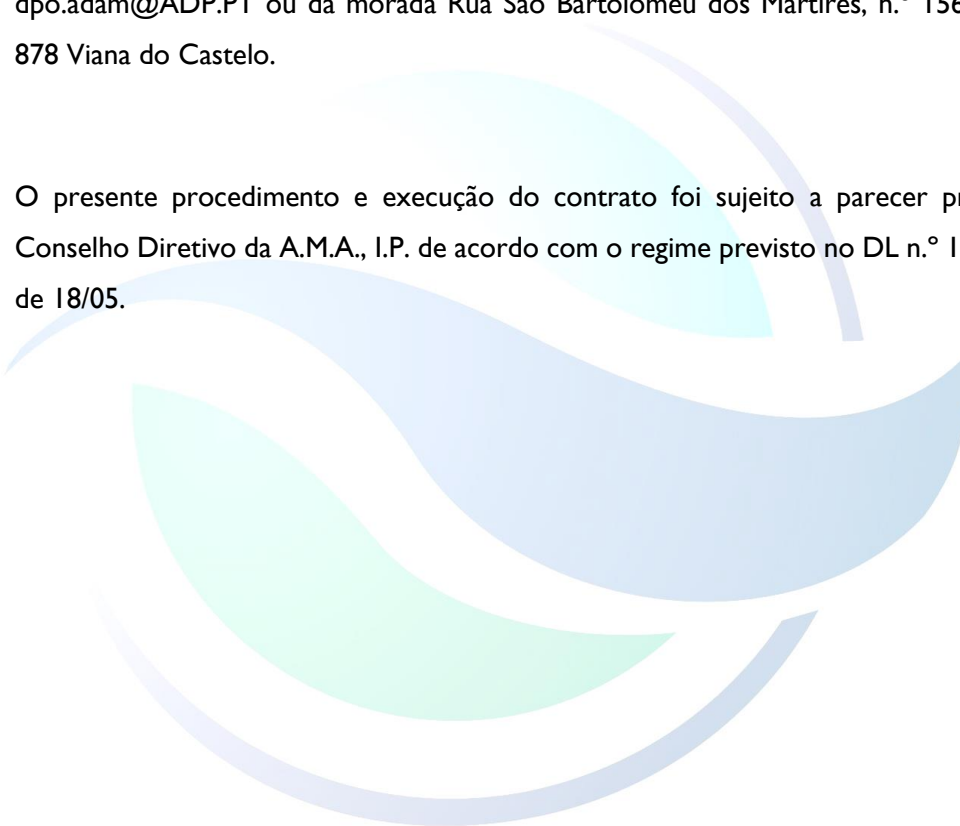 dpo.adam@ADP.PT ou da morada Rua São Bartolomeu dos Mártires, n.º 156
878 Viana do Castelo.
O presente procedimento e execução do contrato foi sujeito a parecer pr
Conselho Diretivo da A.M.A., I.P. de acordo com o regime previsto no DL n.º 1
de 18/05.